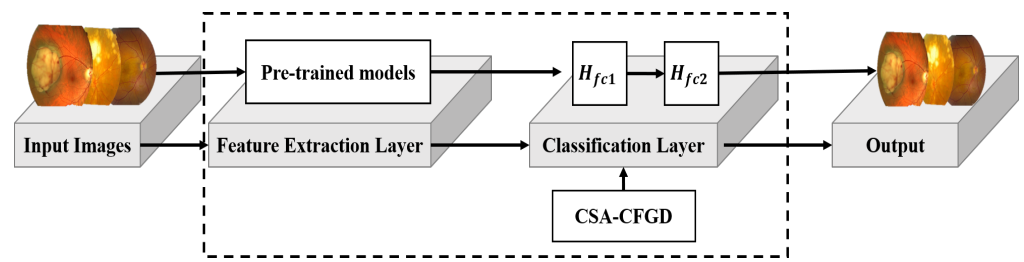 Pre-trained models
H_fc1
H_fc2
Input Images
Feature Extraction Layer
Classification Layer
Output
CSA-CFGD